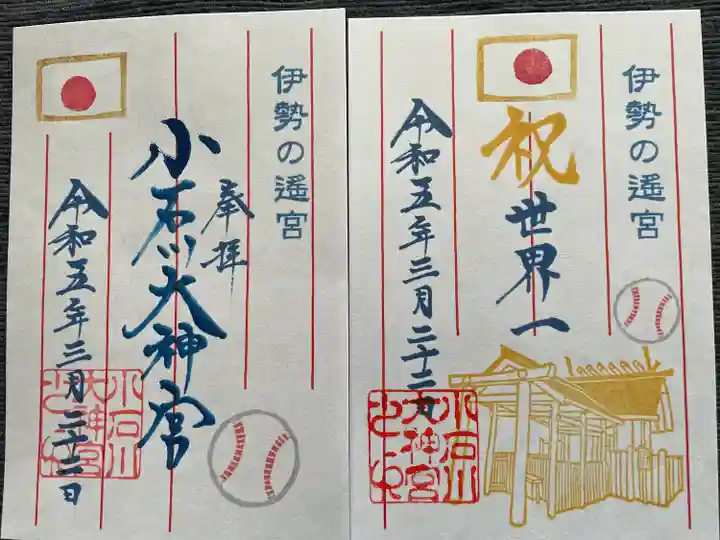 伊勢の遥宮
奉拝
小石川大神宮
令和五年三月二十二日
小石川
大神宮
伊勢の遥宮
祝
世界一
令和五年三月二十二日
小石川
大神宮